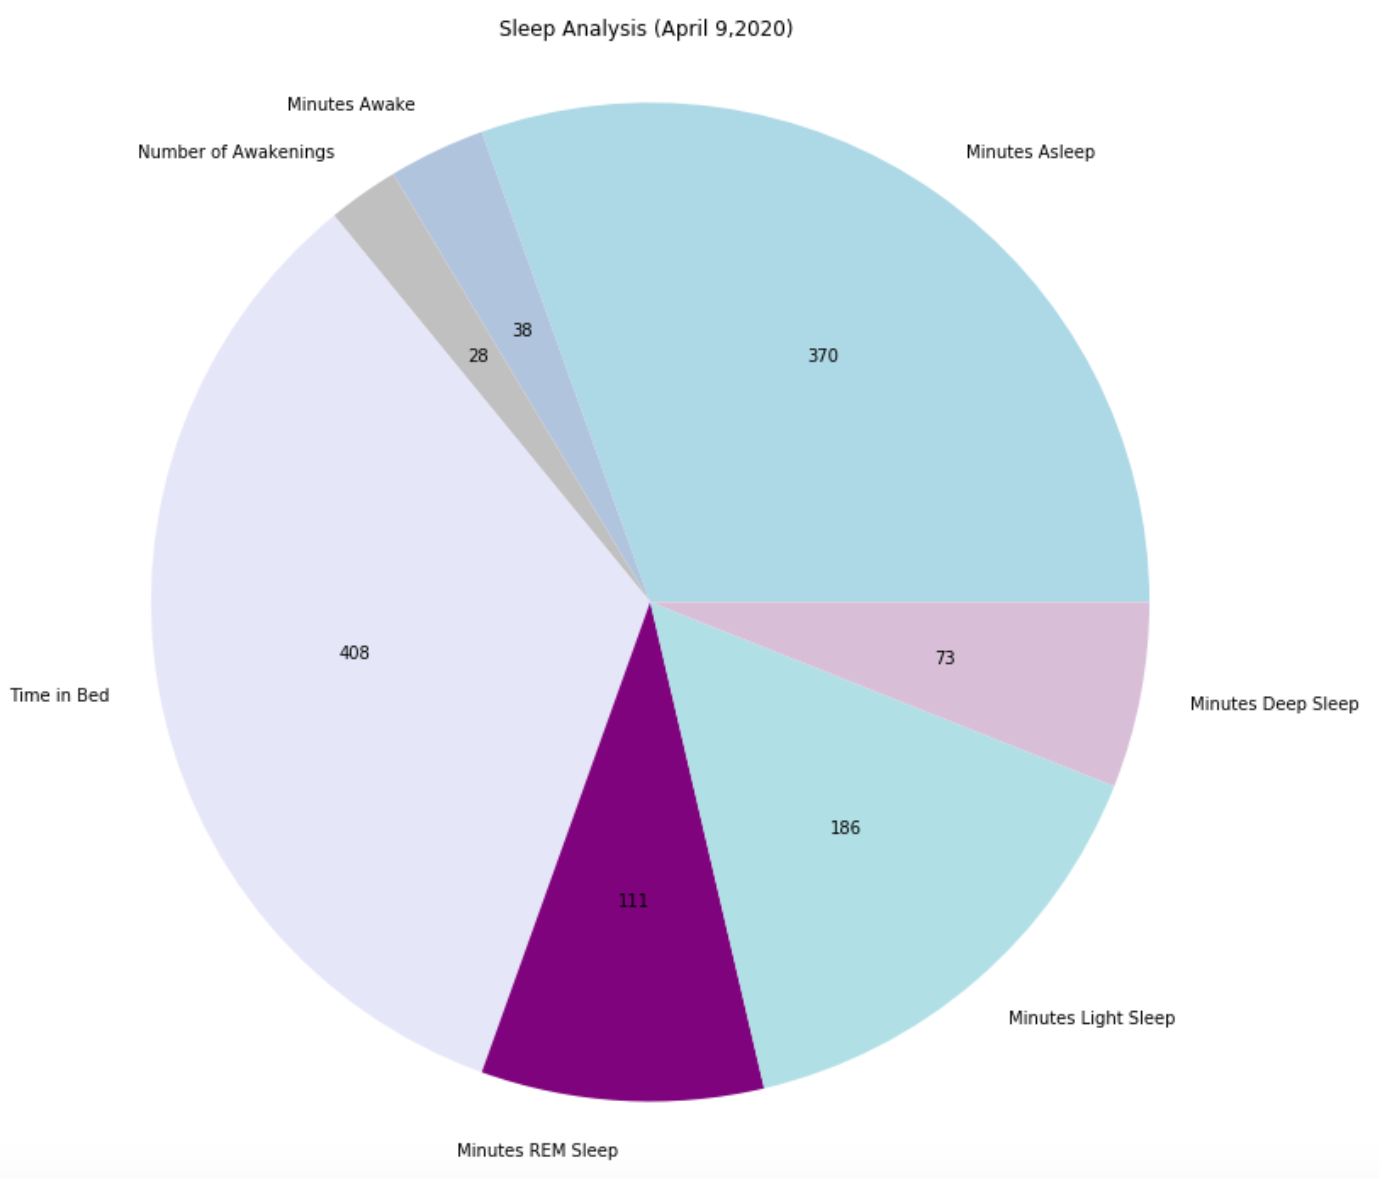 Sleep Analysis (April 9,2020)
Minutes Awake
Number of Awakenings
Minutes Asleep
38
28
370
408
73
Time in Bed
Minutes Deep Sleep
186
111
Minutes Light Sleep
Minutes REM Sleep